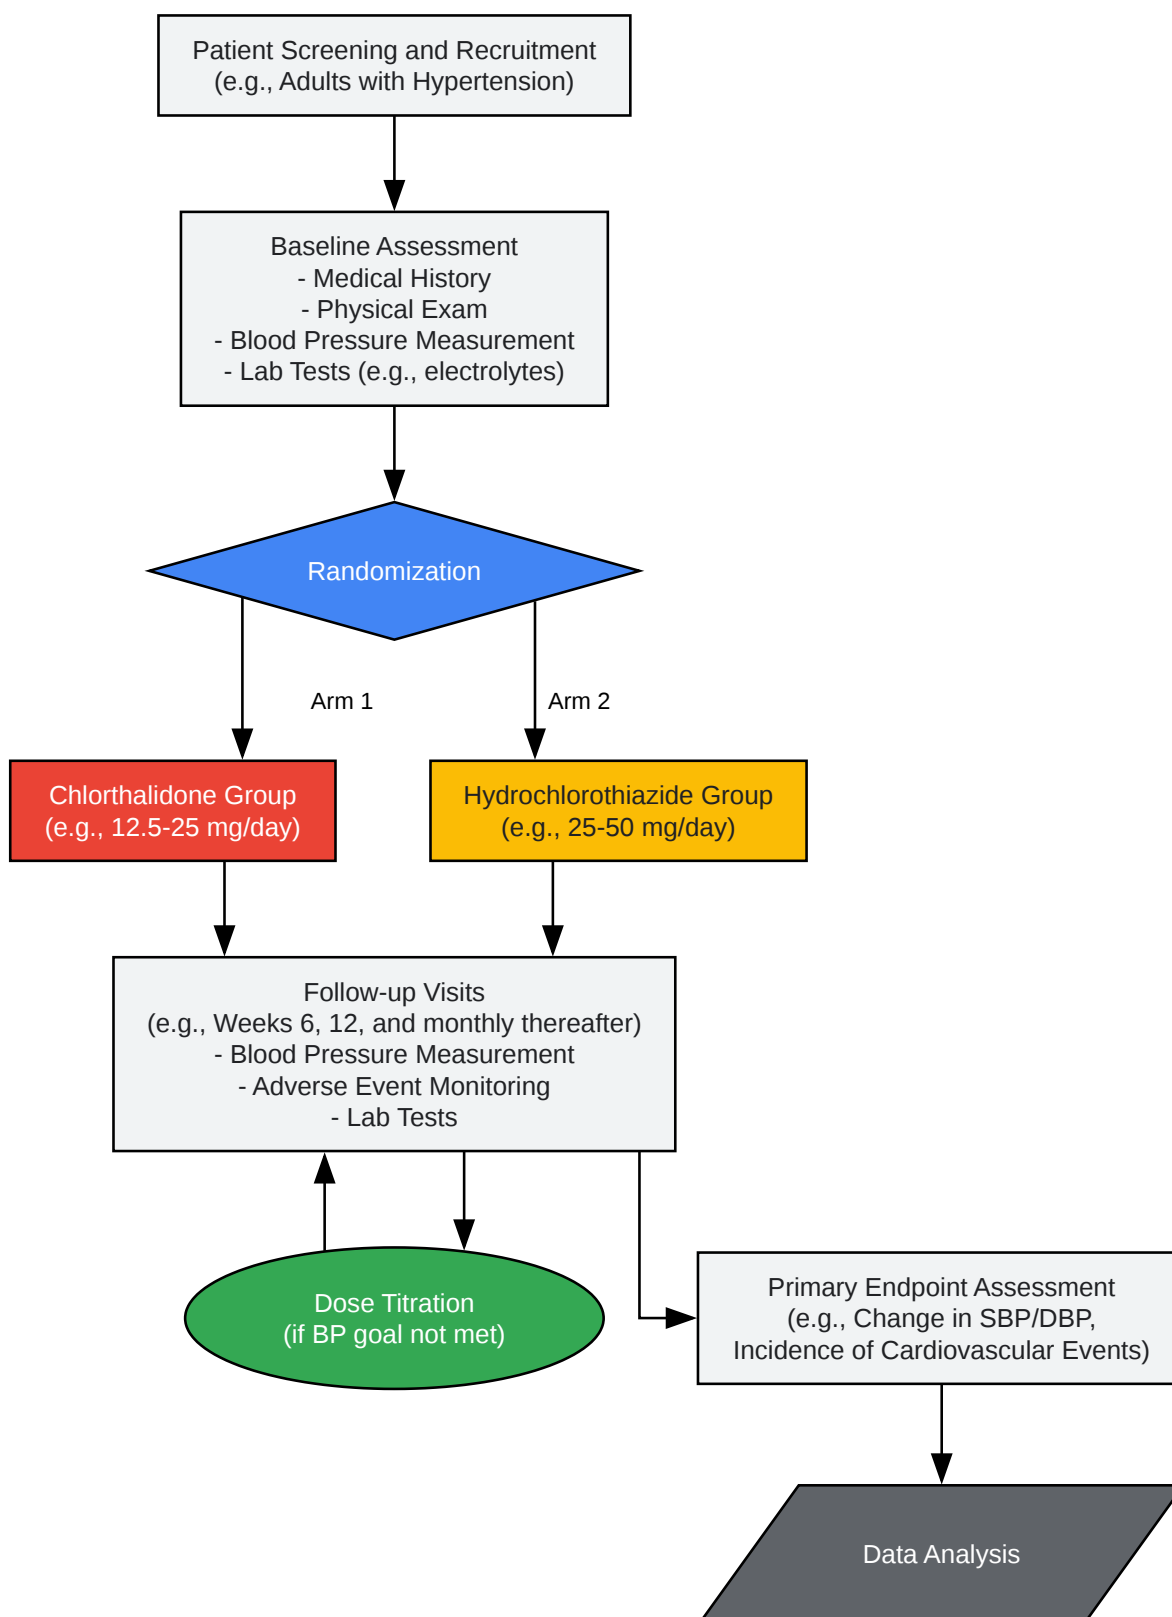 Patient Screening and Recruitment
(e.g., Adults with Hypertension)
Baseline Assessment
- Medical History
- Physical Exam
- Blood Pressure Measurement
- Lab Tests (e.g., electrolytes)
Randomization
Arm 1
Arm 2
Chlorthalidone Group
(e.g., 12.5-25 mg/day)
Hydrochlorothiazide Group
(e.g., 25-50 mg/day)
Follow-up Visits
(e.g., Weeks 6, 12, and monthly thereafter)
- Blood Pressure Measurement
- Adverse Event Monitoring
- Lab Tests
Dose Titration
(if BP goal not met)
Primary Endpoint Assessment
(e.g., Change in SBP/DBP,
Incidence of Cardiovascular Events)
Data Analysis